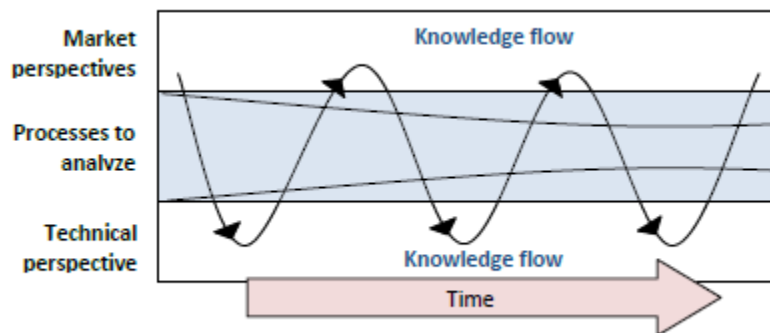 Market
perspectives
Knowledge flow
Processes to
analyze
Technical
perspective
Knowledge flow
Time